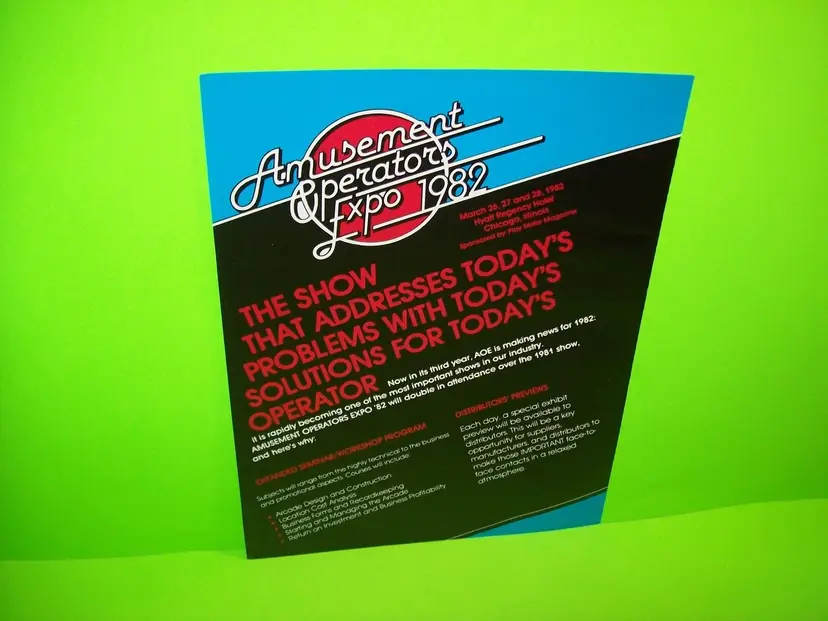 Amusement
Operators
Expo 1982
March 26, 27 and 28, 1982
Hyatt Regency Hotel
Chicago, Illinois
Sponsored by Play Meter Magazine
THE SHOW
THAT ADDRESSES TODAY'S
PROBLEMS WITH TODAY'S
SOLUTIONS FOR TODAY'S
OPERATOR
Now in its third year, AOE is making news for 1982:
It is rapidly becoming one of the most important shows in our industry.
AMUSEMENT OPERATORS EXPO '82 will double in attendance over the 1981 show,
and here's why:
EXPANDED SEMINAR/WORKSHOP PROGRAM
Subjects will range from the highly technical to the business
and promotional aspects. Courses will include:
Arcade Design and Construction
Location Cost Analysis
Business Forms and Recordkeeping
Starting and Managing the Arcade
Return on Investment and Business Profitability
DISTRIBUTORS' PREVIEWS
Each day, a special exhibit
preview will be available to
distributors. This will be a key
opportunity for suppliers,
manufacturers, and distributors to
make those IMPORTANT face-to-
face contacts in a relaxed
atmosphere